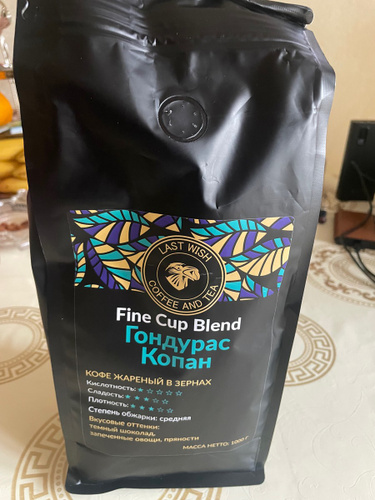 LAST WISH
COFFEE AND TEA
Fine Cup Blend
Гондурас
Копан
КОФЕ ЖАРЕНЫЙ В ЗЕРНАХ
Кислотность: ★☆☆☆☆
Сладость: ★★★☆☆
Плотность: ★★★☆☆
Степень обжарки: средняя
Вкусовые оттенки:
темный шоколад,
запеченные овощи, пряности
МАССА НЕТТО: 1000 Г